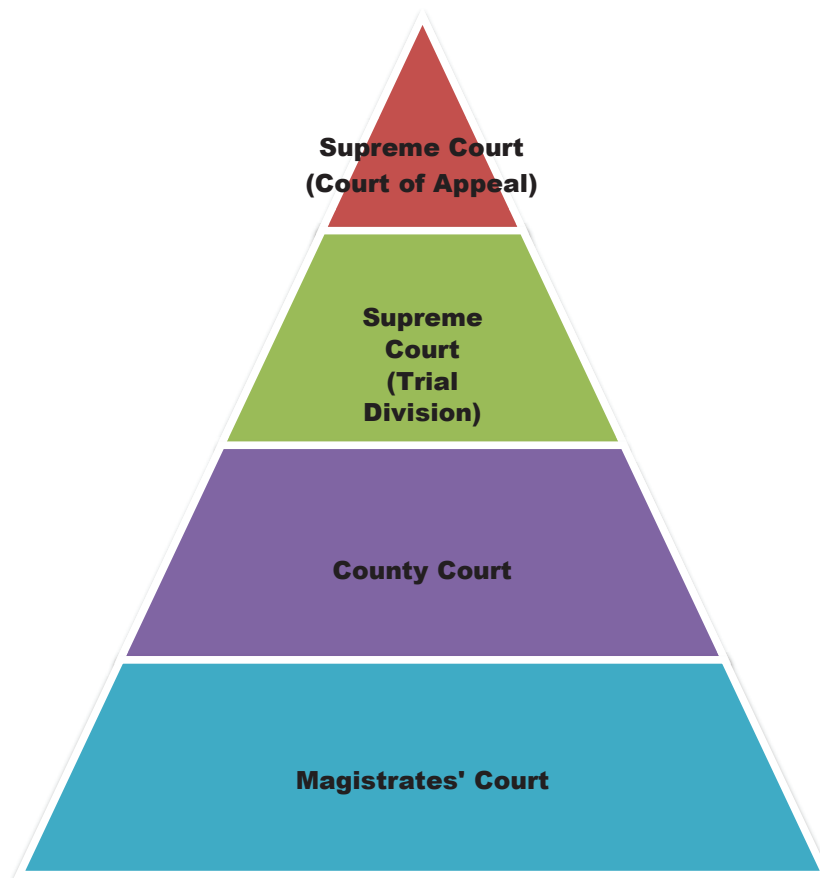 Supreme Court
(Court of Appeal)
Supreme
Court
(Trial
Division)
County Court
Magistrates' Court